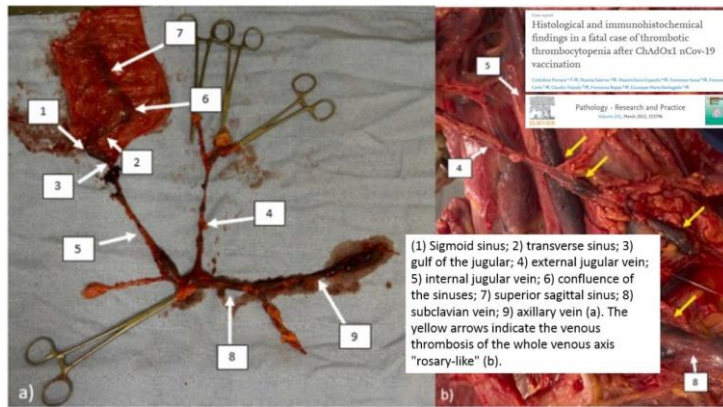 Case report
Histological and immunohistochemical
findings in a fatal case of thrombotic
thrombocytopenia after ChAdOx1 nCov-19
vaccination
ELSEVIER
Pathology - Research and Practice
7
6
1
2
3
5
4
9
8
a)
5
4
(1) Sigmoid sinus; 2) transverse sinus; 3)
gulf of the jugular; 4) external jugular vein;
5) internal jugular vein; 6) confluence of
the sinuses; 7) superior sagittal sinus; 8)
subclavian vein; 9) axillary vein (a). The
yellow arrows indicate the venous
thrombosis of the whole venous axis
"rosary-like" (b).
8
b)